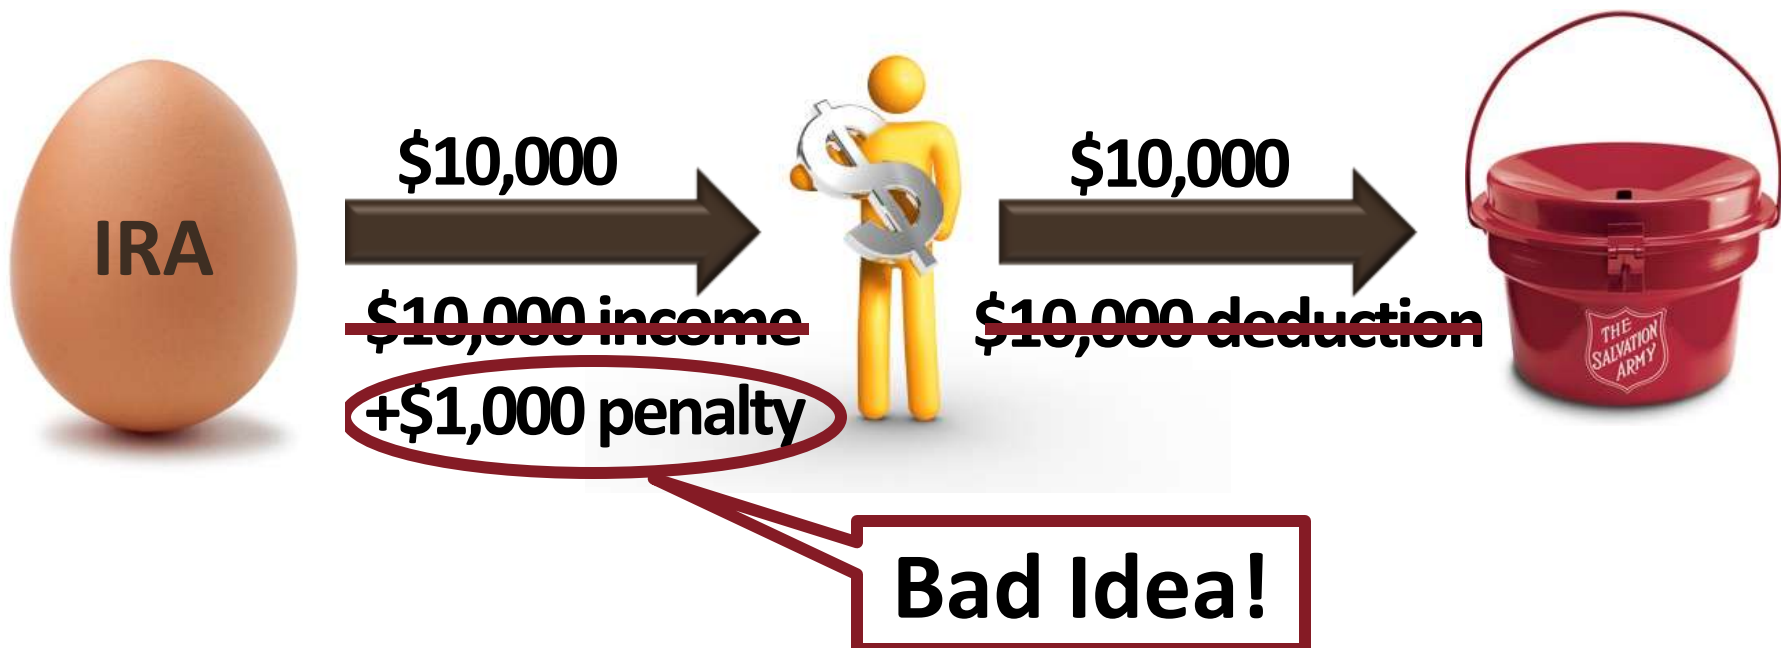 IRA
$10,000
$10,000 income
+$1,000 penalty
$10,000
$10,000 deduction
THE
SALVATION
ARMY
Bad Idea!